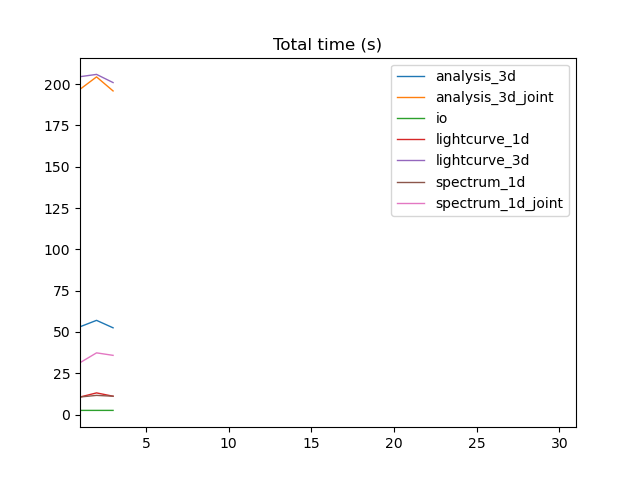 Total time (s)
analysis_3d
analysis_3d_joint
io
lightcurve_1d
lightcurve_3d
spectrum_1d
spectrum_1d_joint
200
175
150
125
100
75
50
25
0
5 10 15 20 25 30